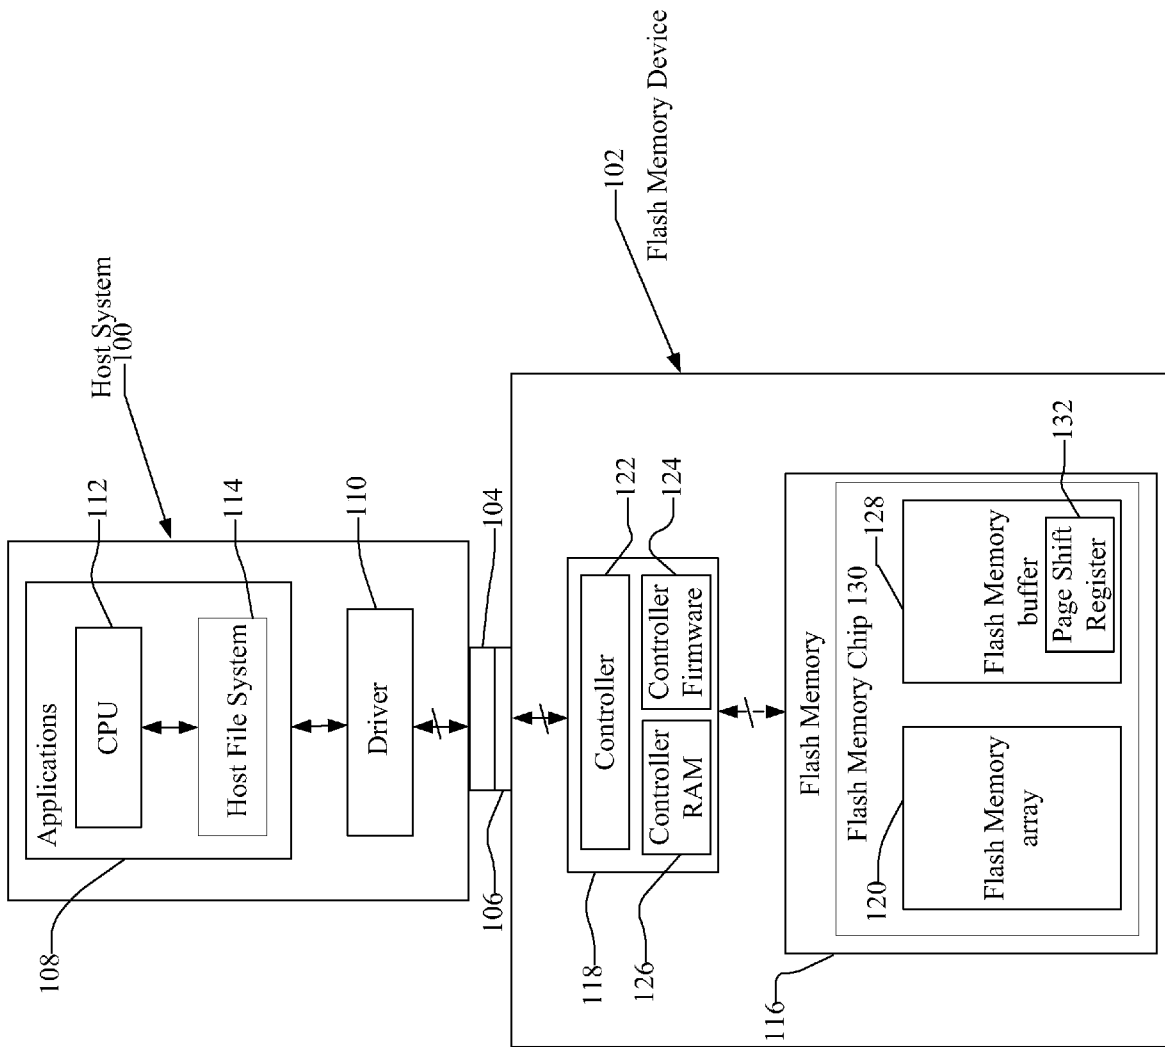 Host System
100
112
114
Applications
CPU
Host File System
108
110
Driver
104
106
102
Flash Memory Device
122
124
Controller
Controller
RAM
Controller
Firmware
118
126
Flash Memory
Flash Memory Chip 130
120
128
132
Flash Memory
array
Flash Memory
buffer
Page Shift
Register
116